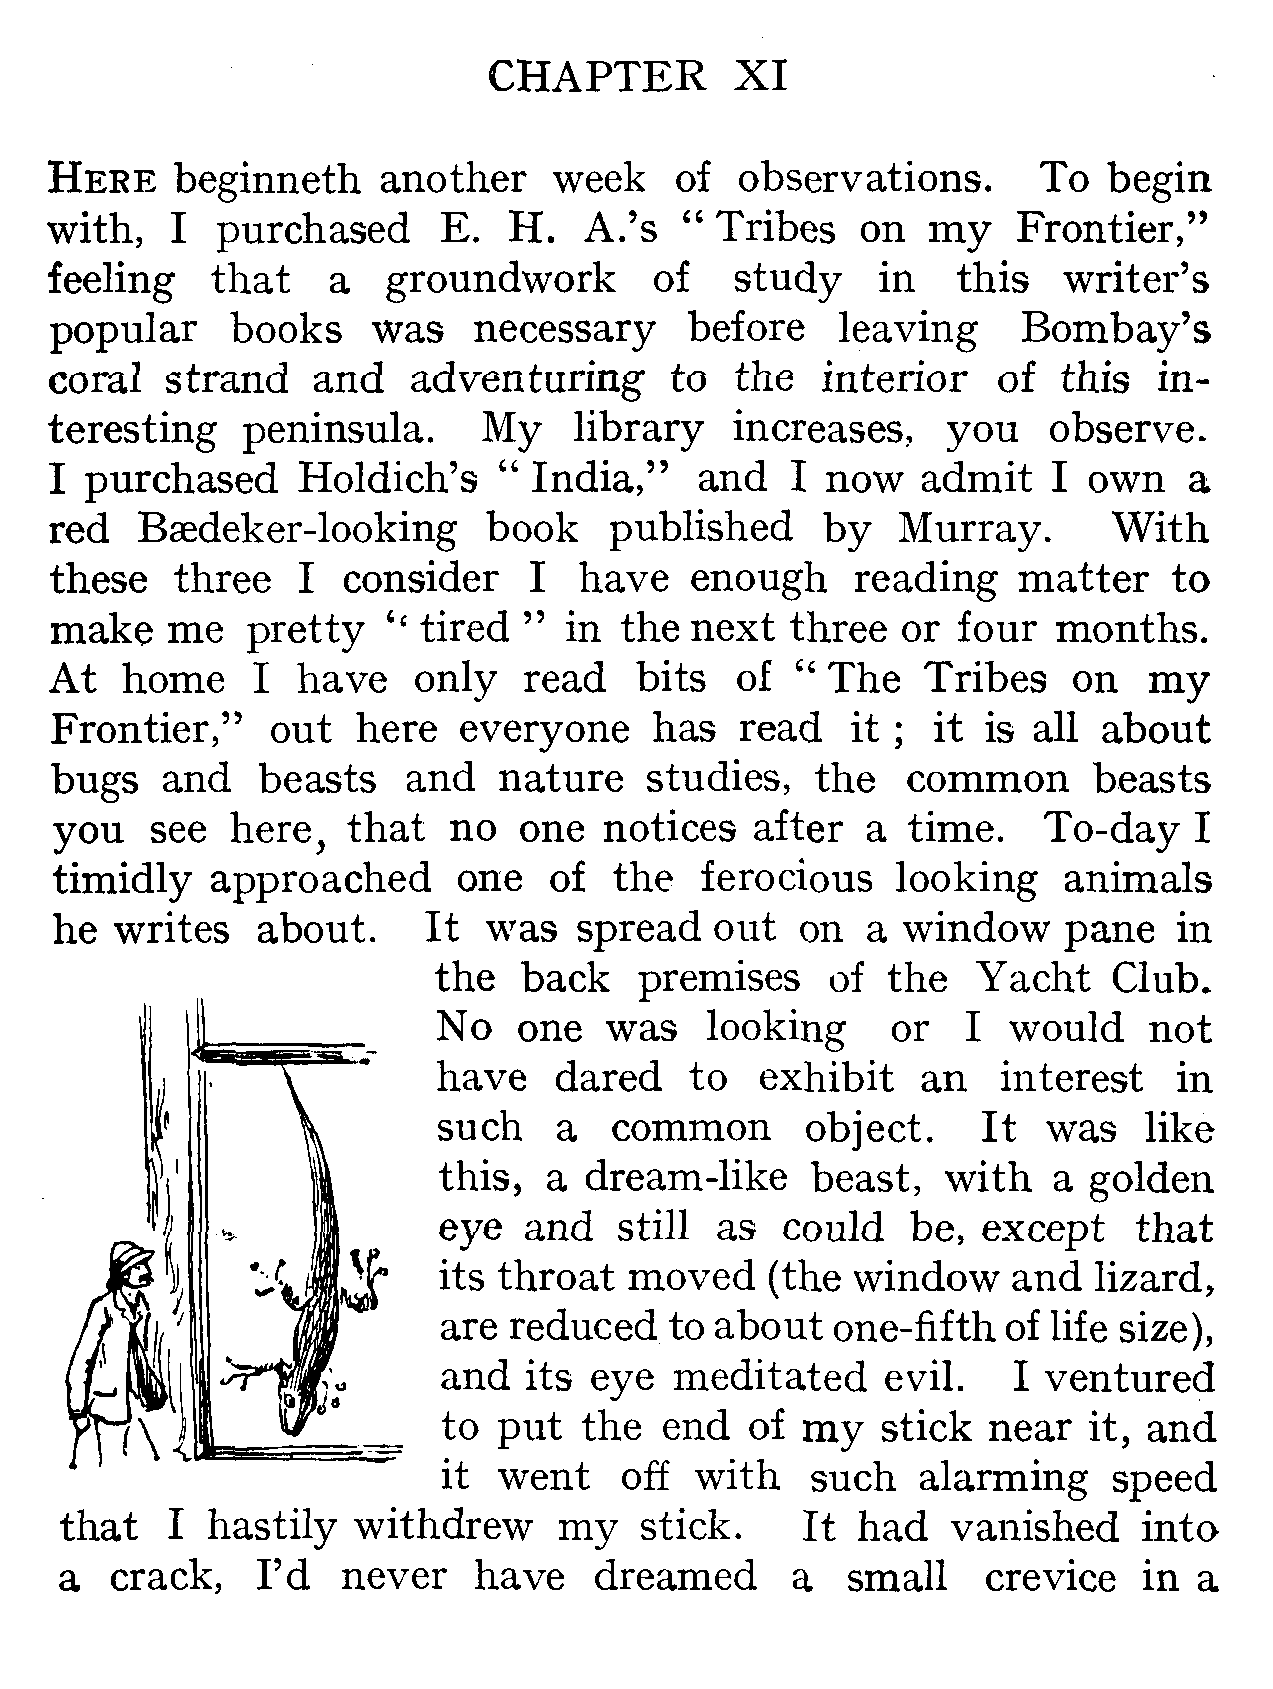 CHAPTER XI
HERE beginneth another week of observations. To begin
with, I purchased E. H. A.'s "Tribes on my Frontier,"
feeling that a groundwork of study in this writer's
popular books was necessary before leaving Bombay's
coral strand and adventuring to the interior of this in-
teresting peninsula. My library increases, you observe.
I purchased Holdich's "India," and I now admit I own a
red Bædeker-looking book published by Murray. With
these three I consider I have enough reading matter to
make me pretty "tired" in the next three or four months.
At home I have only read bits of "The Tribes on my
Frontier," out here everyone has read it; it is all about
bugs and beasts and nature studies, the common beasts
you see here, that no one notices after a time. To-day I
timidly approached one of the ferocious looking animals
he writes about. It was spread out on a window pane in
the back premises of the Yacht Club.
No one was looking or I would not
have dared to exhibit an interest in
such a common object. It was like
this, a dream-like beast, with a golden
eye and still as could be, except that
its throat moved (the window and lizard,
are reduced to about one-fifth of life size),
and its eye meditated evil. I ventured
to put the end of my stick near it, and
it went off with such alarming speed
that I hastily withdrew my stick. It had vanished into
a crack, I'd never have dreamed a small crevice in a